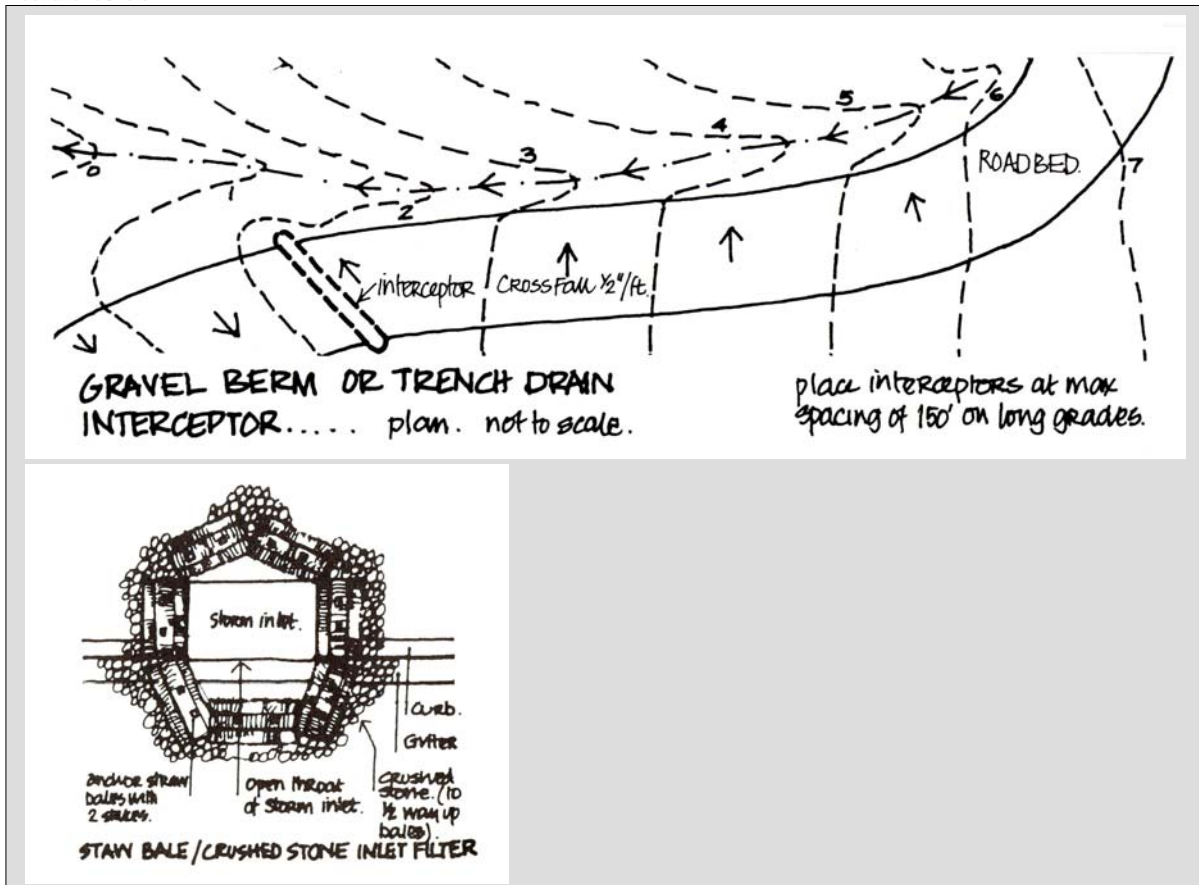 0
1
2
3
4
5
6
7
ROADBED.
interceptor
CROSS Fall ½"/ft.
GRAVEL BERM OR TRENCH DRAIN
INTERCEPTOR..... plan. not to scale.
place interceptors at max
spacing of 150' on long grades.
Storm inlet.
Curb.
Gutter
anchor straw
bales with
2 stakes.
open throat
of storm inlet.
crushed
stone. (to
½ way up
bales).
STAW BALE/CRUSHED STONE INLET FILTER